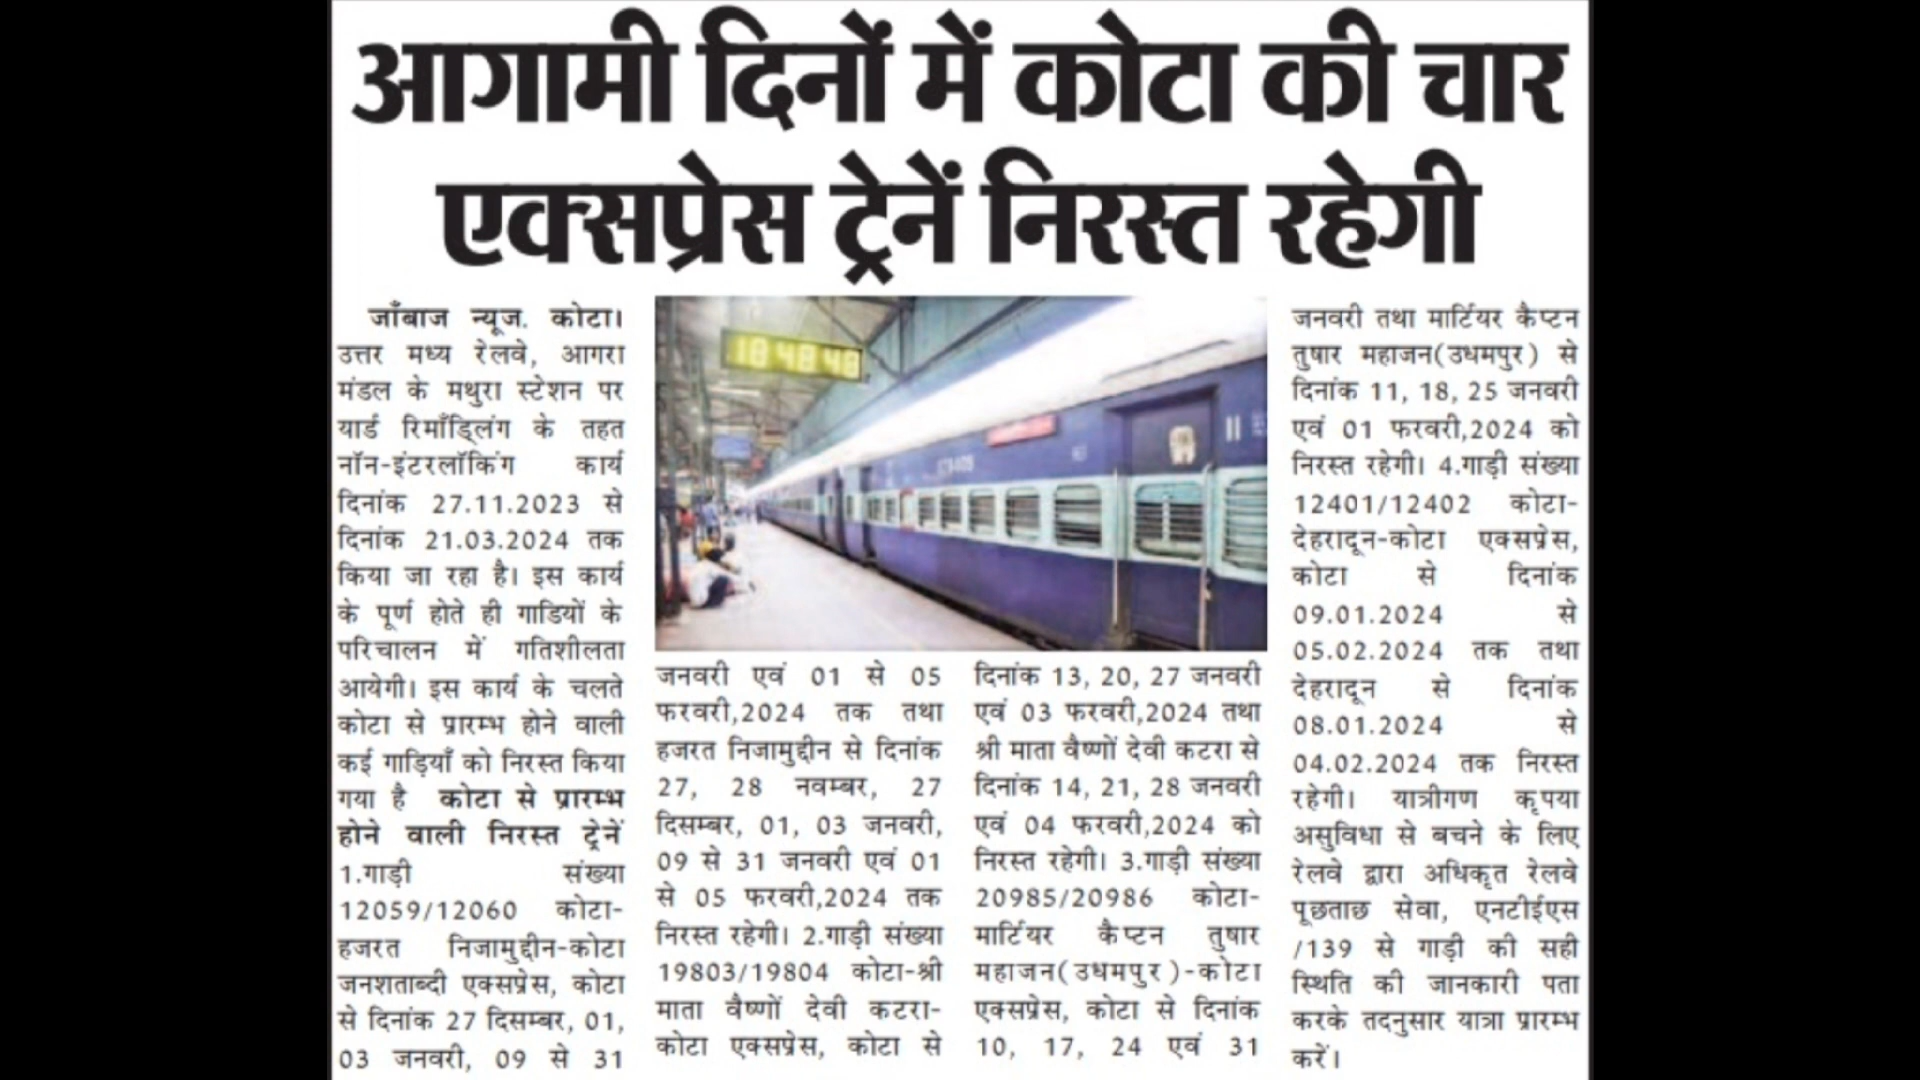 आगामी दिनों में कोटा की चार
एक्सप्रेस ट्रेनें निरस्त रहेगी
जाँबाज न्यूज. कोटा।
उत्तर मध्य रेलवे, आगरा
मंडल के मथुरा स्टेशन पर
यार्ड रिमॉड्लिंग के तहत
नॉन-इंटरलॉकिंग कार्य
दिनांक 27.11.2023 से
दिनांक 21.03.2024 तक
किया जा रहा है। इस कार्य
के पूर्ण होते ही गाडियों के
परिचालन में गतिशीलता
आयेगी। इस कार्य के चलते
कोटा से प्रारम्भ होने वाली
कई गाड़ियाँ को निरस्त किया
गया है कोटा से प्रारम्भ
होने वाली निरस्त ट्रेनें
1.गाड़ी संख्या
12059/12060 कोटा-
हजरत निजामुद्दीन-कोटा
जनशताब्दी एक्सप्रेस, कोटा
से दिनांक 27 दिसम्बर, 01,
03 जनवरी, 09 से 31
18 48 48
जनवरी एवं 01 से 05
फरवरी,2024 तक तथा
हजरत निजामुद्दीन से दिनांक
27, 28 नवम्बर, 27
दिसम्बर, 01, 03 जनवरी,
09 से 31 जनवरी एवं 01
से 05 फरवरी,2024 तक
निरस्त रहेगी। 2.गाड़ी संख्या
19803/19804 कोटा-श्री
माता वैष्णों देवी कटरा-
कोटा एक्सप्रेस, कोटा से
दिनांक 13, 20, 27 जनवरी
एवं 03 फरवरी,2024 तथा
श्री माता वैष्णों देवी कटरा से
दिनांक 14, 21, 28 जनवरी
एवं 04 फरवरी,2024 को
निरस्त रहेगी। 3.गाड़ी संख्या
20985/20986 कोटा-
मार्टियर कैप्टन तुषार
महाजन(उधमपुर)-कोटा
एक्सप्रेस, कोटा से दिनांक
10, 17, 24 एवं 31
जनवरी तथा मार्टियर कैप्टन
तुषार महाजन(उधमपुर) से
दिनांक 11, 18, 25 जनवरी
एवं 01 फरवरी,2024 को
निरस्त रहेगी। 4.गाड़ी संख्या
12401/12402 कोटा-
देहरादून-कोटा एक्सप्रेस,
कोटा से दिनांक
09.01.2024 से
05.02.2024 तक तथा
देहरादून से दिनांक
08.01.2024 से
04.02.2024 तक निरस्त
रहेगी। यात्रीगण कृपया
असुविधा से बचने के लिए
रेलवे द्वारा अधिकृत रेलवे
पूछताछ सेवा, एनटीईएस
/139 से गाड़ी की सही
स्थिति की जानकारी पता
करके तदनुसार यात्रा प्रारम्भ
करें।